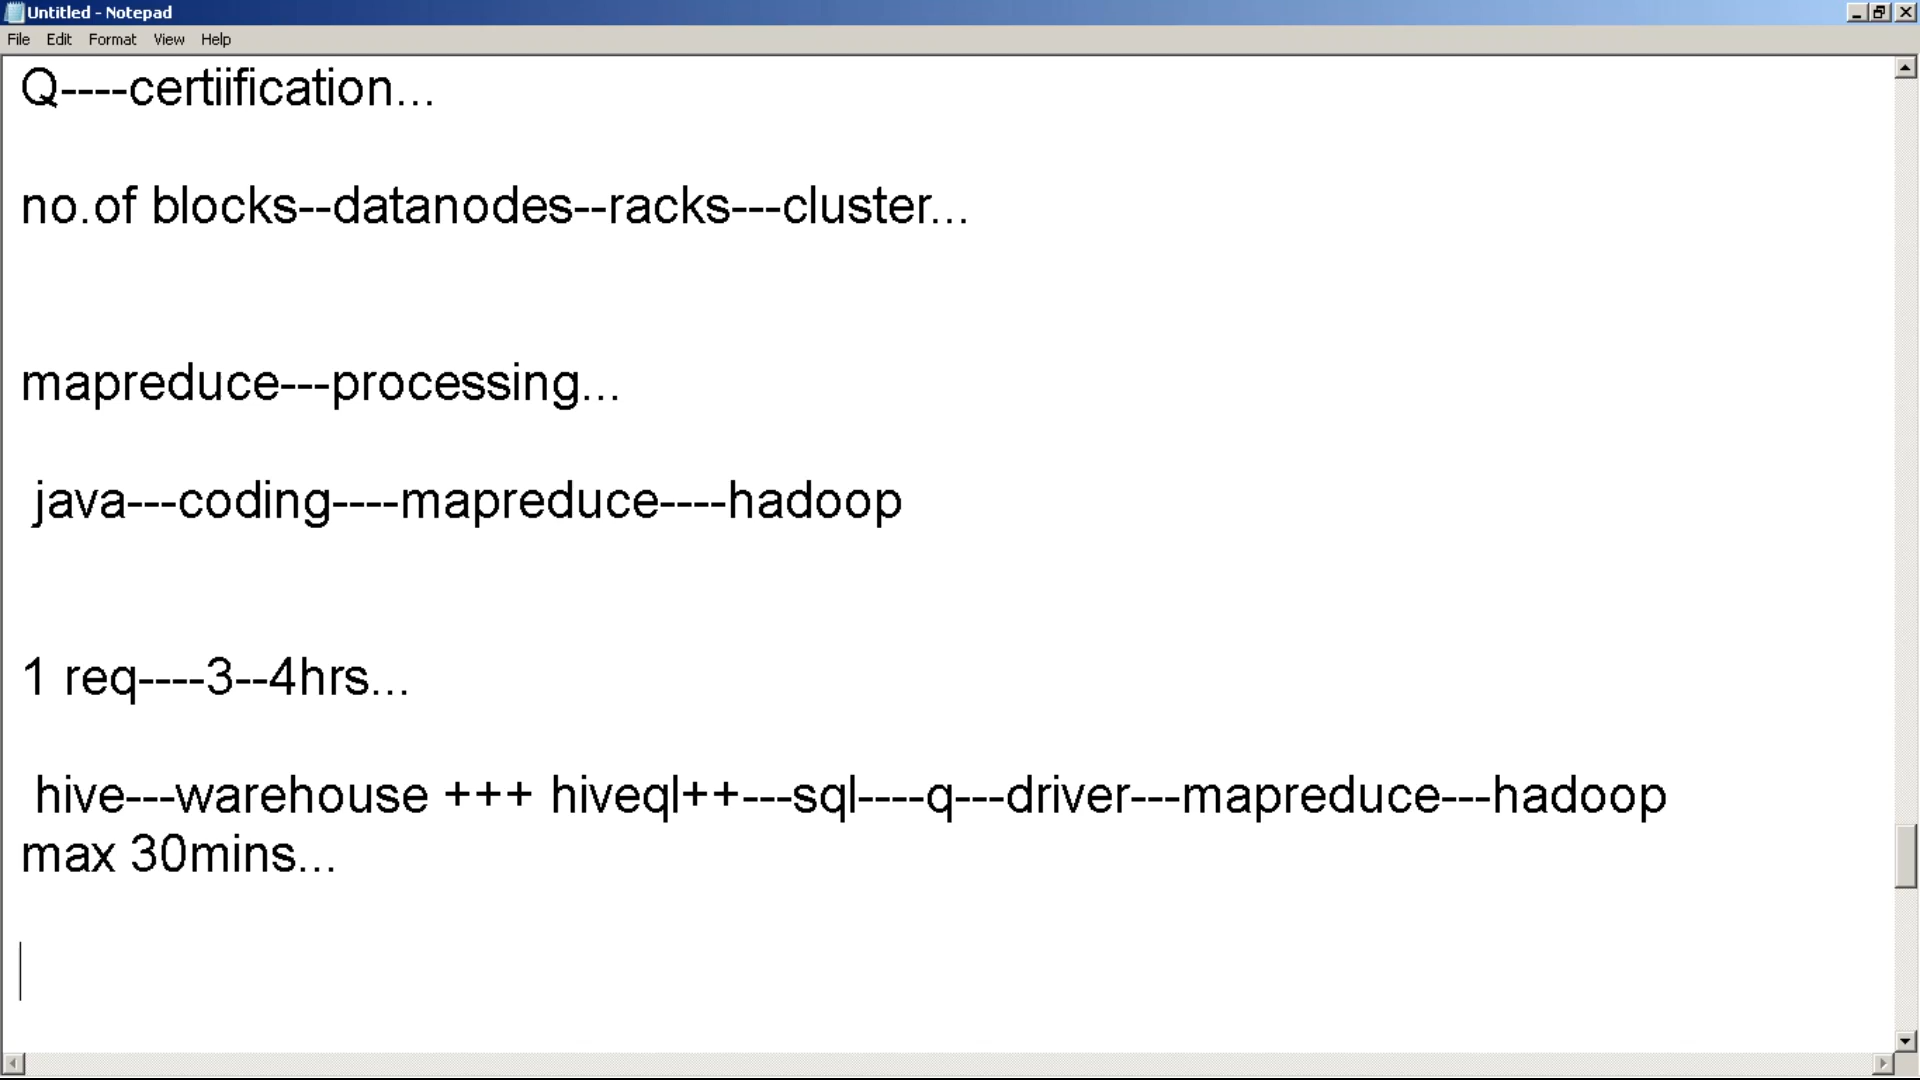 Untitled - Notepad
File Edit Format View Help
Q----certiification...
no.of blocks--datanodes--racks---cluster...
mapreduce---processing...
java---coding----mapreduce----hadoop
1 req----3--4hrs...
hive---warehouse +++ hiveql++---sql----q---driver---mapreduce---hadoop
max 30mins...